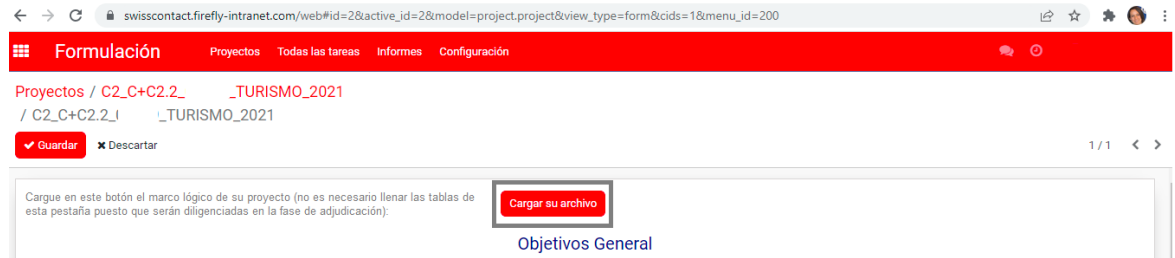 swisscontact.firefly-intranet.com/web#id=2&active_id=2&model=project.project&view_type=form&cids=1&menu_id=200
Formulación Proyectos Todas las tareas Informes Configuración
Proyectos / C2_C+C2.2_ _TURISMO_2021
/ C2_C+C2.2_ _TURISMO_2021
Guardar Descartar 1 / 1
Cargue en este botón el marco lógico de su proyecto (no es necesario llenar las tablas de
esta pestaña puesto que serán diligenciadas en la fase de adjudicación):
Cargar su archivo
Objetivos General